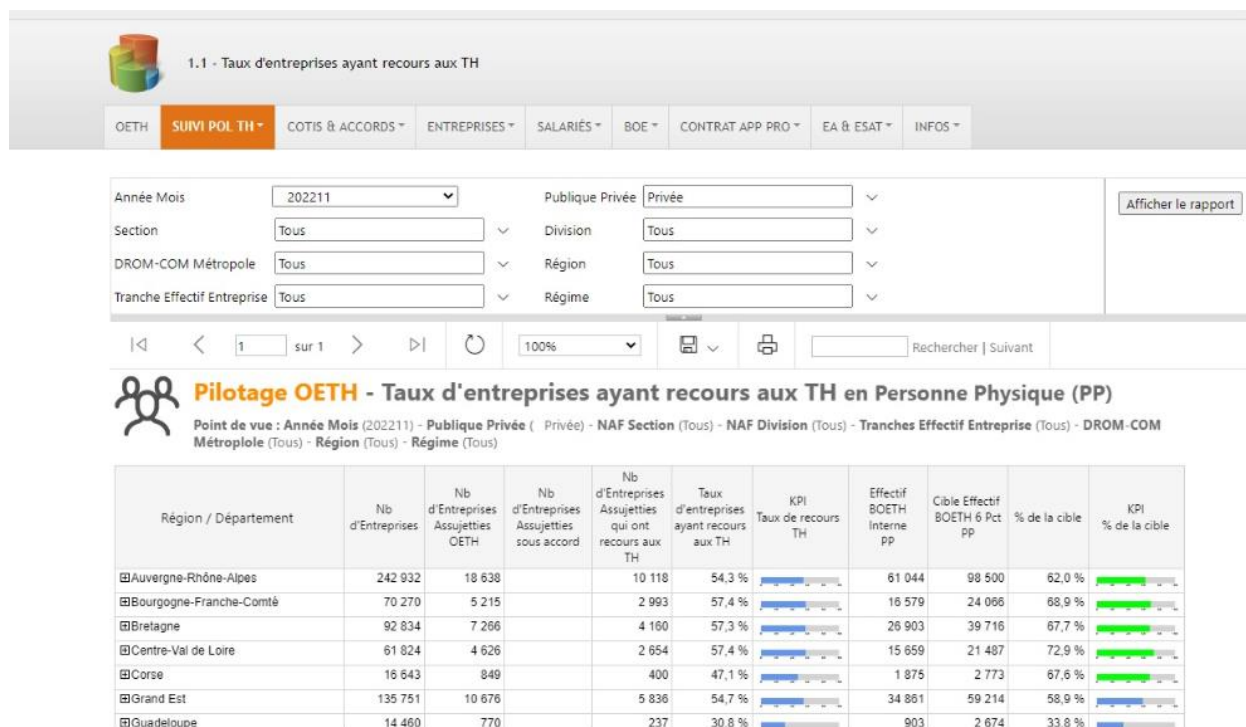 1.1 - Taux d'entreprises ayant recours aux TH
OETH SUIVI POL TH COTIS & ACCORDS ENTREPRISES SALARIÉS BOE CONTRAT APP PRO EA & ESAT INFOS
Année Mois 202211 Publique Privée Privée Afficher le rapport
Section Tous Division Tous
DROM-COM Métropole Tous Région Tous
Tranche Effectif Entreprise Tous Régime Tous
1 sur 1 100% Rechercher | Suivant
Pilotage OETH - Taux d'entreprises ayant recours aux TH en Personne Physique (PP)
Point de vue : Année Mois (202211) - Publique Privée ( Privée) - NAF Section (Tous) - NAF Division (Tous) - Tranches Effectif Entreprise (Tous) - DROM-COM
Métroplole (Tous) - Région (Tous) - Régime (Tous)
Région / Département
Nb
d'Entreprises
Nb
d'Entreprises
Assujetties
OETH
Nb
d'Entreprises
Assujetties
sous accord
Nb
d'Entreprises
Assujetties
qui ont
recours aux
TH
Taux
d'entreprises
ayant recours
aux TH
KPI
Taux de recours
TH
Effectif
BOETH
Interne
PP
Cible Effectif
BOETH 6 Pct
PP
% de la cible
KPI
% de la cible
Auvergne-Rhône-Alpes 242 932 18 638 10 118 54,3 % 61 044 98 500 62,0 %
Bourgogne-Franche-Comté 70 270 5 215 2 993 57,4 % 16 579 24 066 68,9 %
Bretagne 92 834 7 266 4 160 57,3 % 26 903 39 716 67,7 %
Centre-Val de Loire 61 824 4 626 2 654 57,4 % 15 659 21 487 72,9 %
Corse 16 643 849 400 47,1 % 1 875 2 773 67,6 %
Grand Est 135 751 10 676 5 836 54,7 % 34 861 59 214 58,9 %
Guadeloupe 14 460 770 237 30,8 % 903 2 674 33,8 %